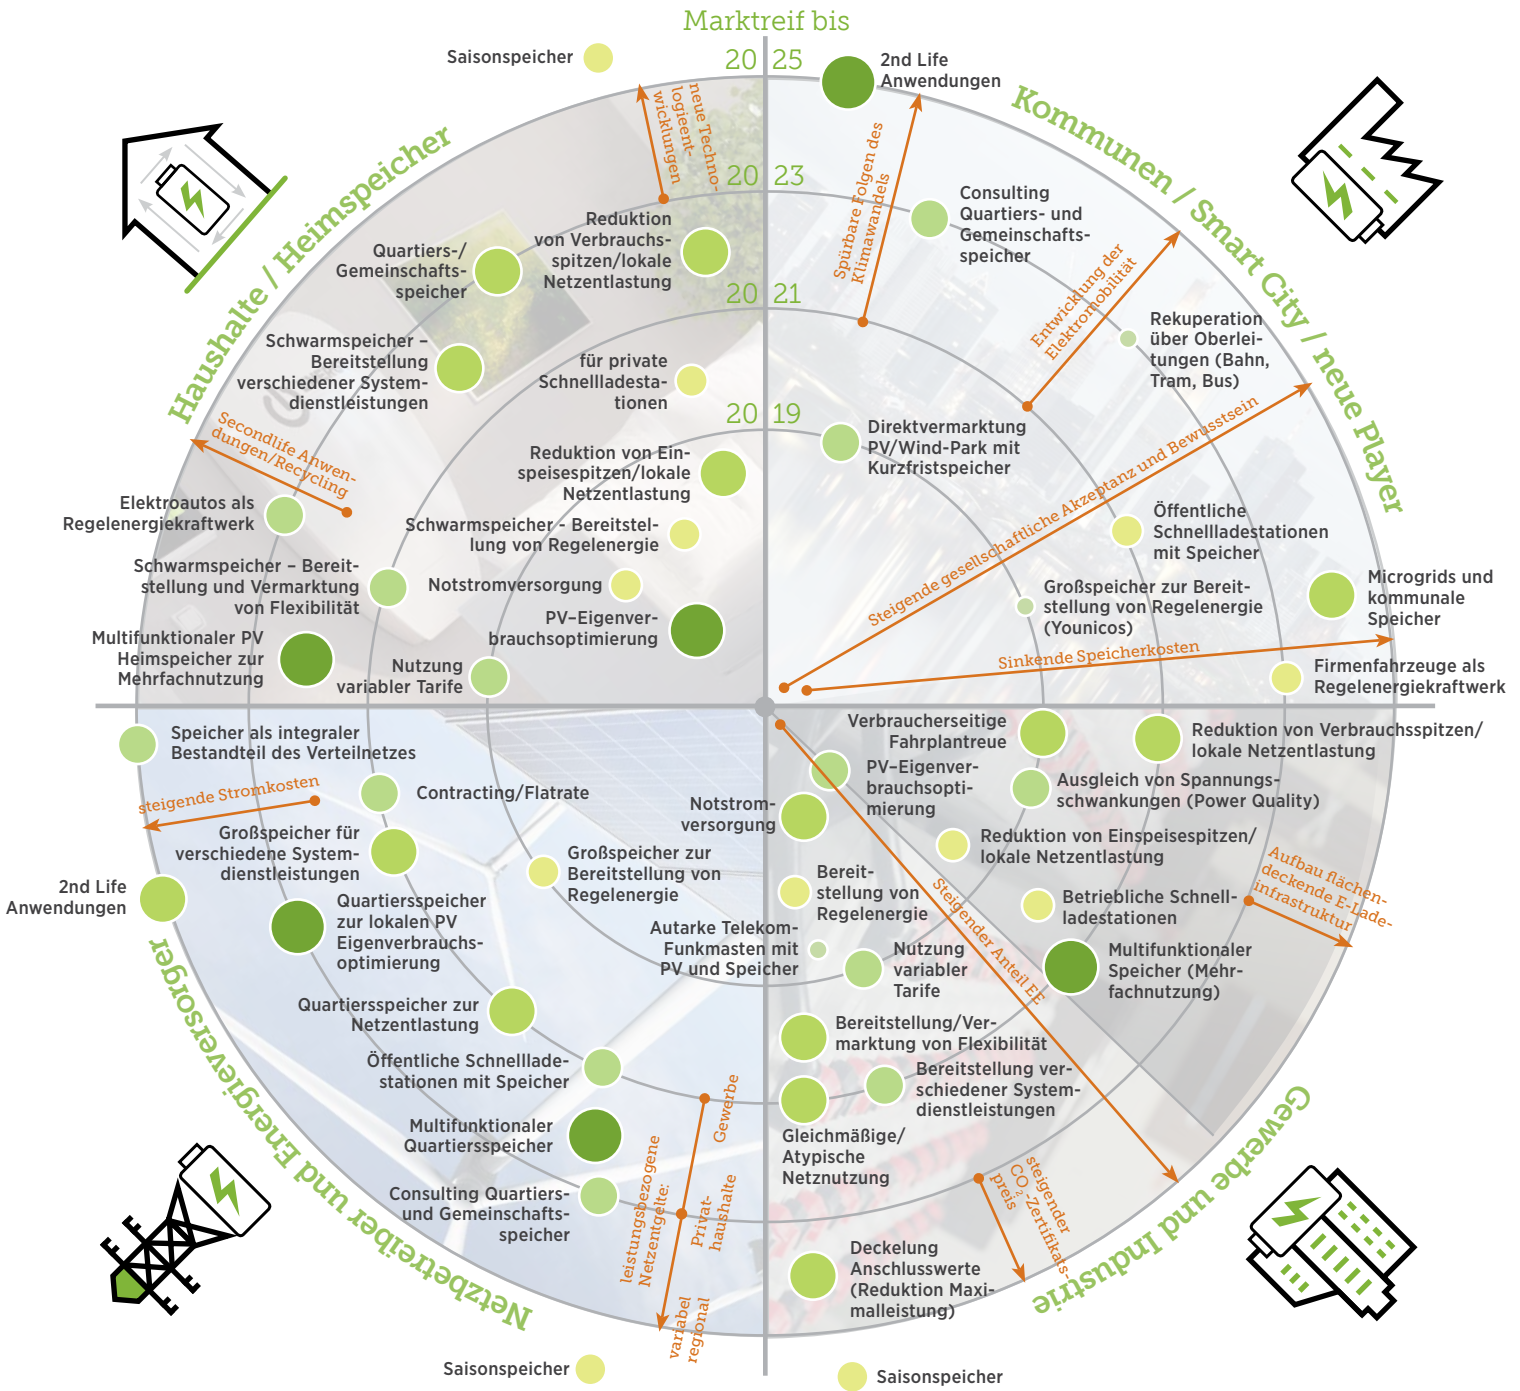 Marktreif bis
20 25
20 23
20 21
20 19
Haushalte / Heimspeicher
Saisonspeicher
neue Techno-
logieent-
wicklungen
Reduktion
von Verbrauchs-
spitzen/lokale
Netzentlastung
Quartiers-/
Gemeinschafts-
speicher
Schwarmspeicher –
Bereitstellung
verschiedener System-
dienstleistungen
für private
Schnellladesta-
tionen
Secondlife Anwen-
dungen/Recycling
Reduktion von Ein-
speisespitzen/lokale
Netzentlastung
Elektroautos als
Regelenergiekraftwerk
Schwarmspeicher - Bereitstel-
lung von Regelenergie
Schwarmspeicher – Bereit-
stellung und Vermarktung
von Flexibilität
Notstromversorgung
PV–Eigenver-
brauchsoptimierung
Multifunktionaler PV
Heimspeicher zur
Mehrfachnutzung
Nutzung
variabler Tarife
Kommunen / Smart City / neue Player
2nd Life
Anwendungen
Spürbare Folgen des
Klimawandels
Consulting
Quartiers- und
Gemeinschafts-
speicher
Entwicklung der
Elektromobilität
Rekuperation
über Oberlei-
tungen (Bahn,
Tram, Bus)
Direktvermarktung
PV/Wind-Park mit
Kurzfristspeicher
Steigende gesellschaftliche Akzeptanz und Bewusstsein
Öffentliche
Schnellladestationen
mit Speicher
Großspeicher zur Bereit-
stellung von Regelenergie
(Younicos)
Microgrids und
kommunale
Speicher
Sinkende Speicherkosten
Firmenfahrzeuge als
Regelenergiekraftwerk
Netzbetreiber und Energieversorger
Speicher als integraler
Bestandteil des Verteilnetzes
steigende Stromkosten
Contracting/Flatrate
Großspeicher für
verschiedene System-
dienstleistungen
Großspeicher zur
Bereitstellung von
Regelenergie
2nd Life
Anwendungen
Quartiersspeicher
zur lokalen PV
Eigenverbrauchs-
optimierung
Quartiersspeicher zur
Netzentlastung
Öffentliche Schnelllade-
stationen mit Speicher
Multifunktionaler
Quartiersspeicher
Consulting Quartiers-
und Gemeinschafts-
speicher
leistungsbezogene
Netzentgelte:
Gewerbe
Privat-
haushalte
variabel
regional
Saisonspeicher
Gewerbe und Industrie
Verbraucherseitige
Fahrplantreue
Reduktion von Verbrauchsspitzen/
lokale Netzentlastung
PV–Eigenver-
brauchsopti-
mierung
Ausgleich von Spannungs-
schwankungen (Power Quality)
Notstrom-
versorgung
Reduktion von Einspeisespitzen/
lokale Netzentlastung
Bereit-
stellung von
Regelenergie
Steigender Anteil EE
Betriebliche Schnell-
ladestationen
Aufbau flächen-
deckende E-Lade-
infrastruktur
Autarke Telekom-
Funkmasten mit
PV und Speicher
Nutzung
variabler
Tarife
Multifunktionaler
Speicher (Mehr-
fachnutzung)
Bereitstellung/Ver-
marktung von Flexibilität
Bereitstellung ver-
schiedener System-
dienstleistungen
Gleichmäßige/
Atypische
Netznutzung
steigender
CO₂-Zertifikats-
preis
Deckelung
Anschlusswerte
(Reduktion Maxi-
malleistung)
Saisonspeicher